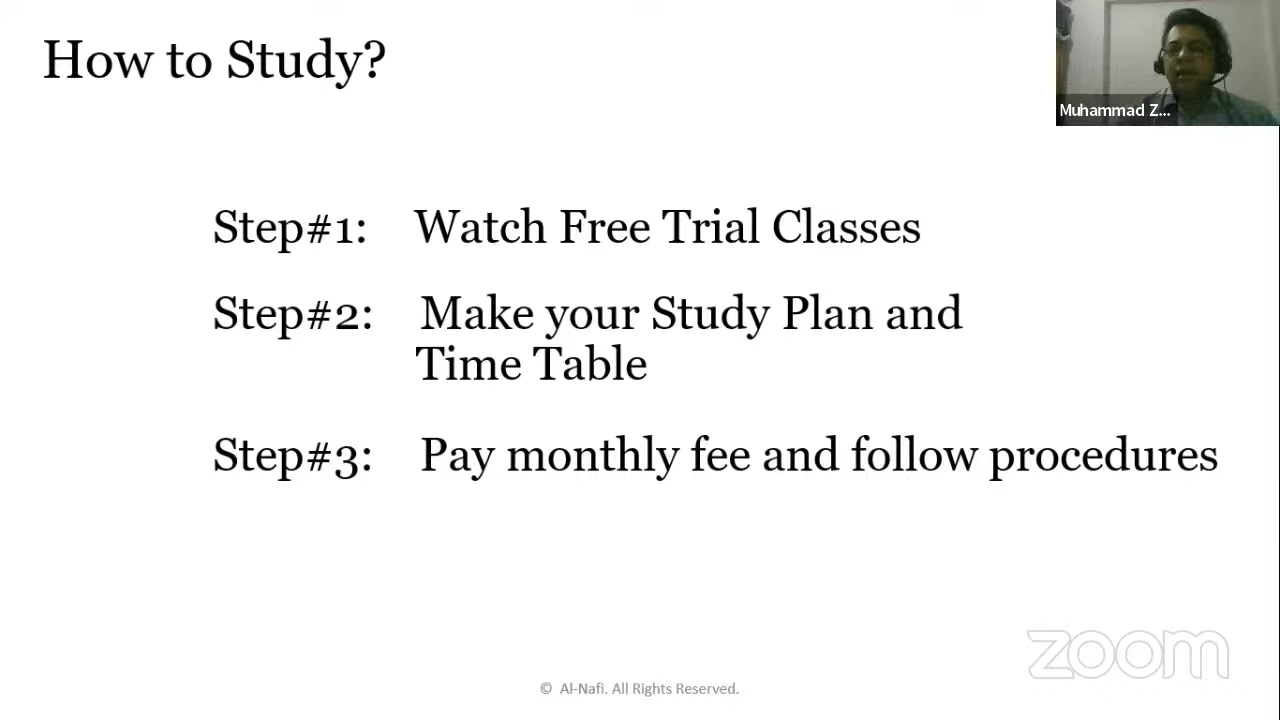 How to Study?
Muhammad Z...
Step#1: Watch Free Trial Classes
Step#2: Make your Study Plan and
Time Table
Step#3: Pay monthly fee and follow procedures
zoom
© Al-Nafi. All Rights Reserved.